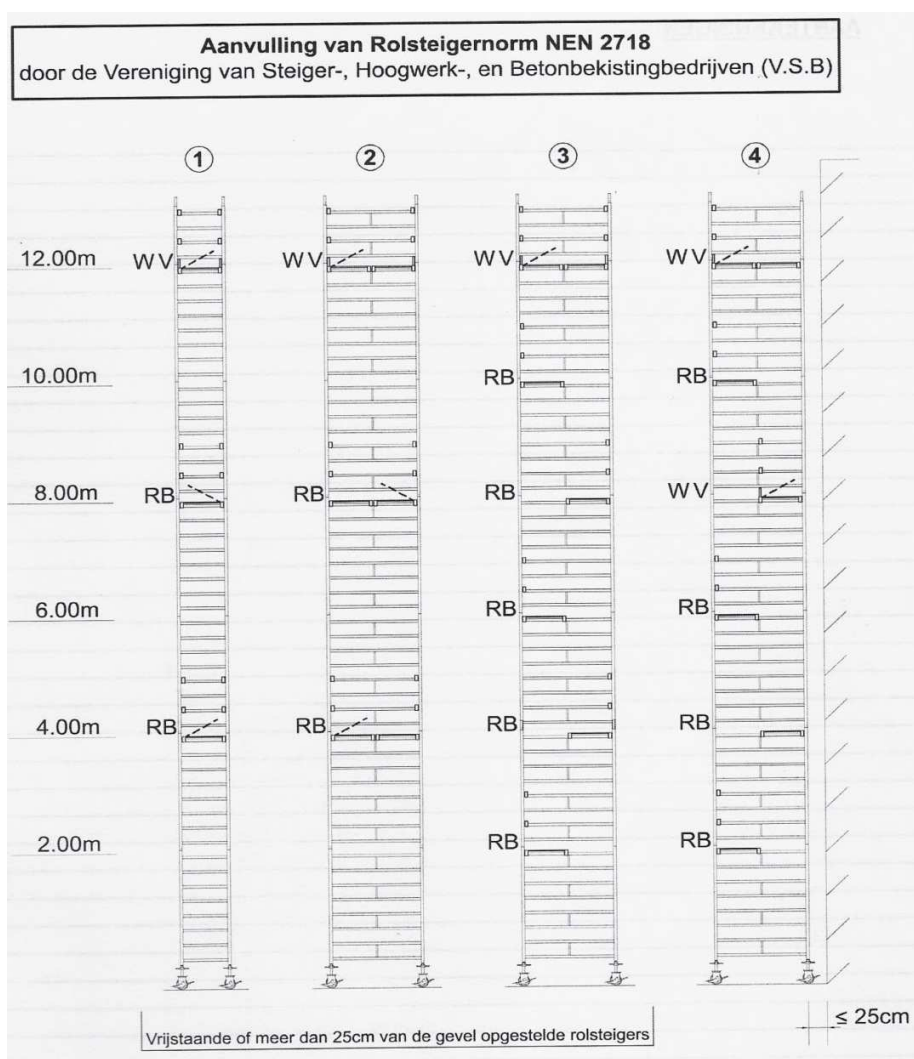 Aanvulling van Rolsteigernorm NEN 2718
door de Vereniging van Steiger-, Hoogwerk-, en Betonbekistingbedrijven (V.S.B)
1 2 3 4
12.00m WV WV WV WV
10.00m RB RB
8.00m RB RB RB WV
6.00m RB RB
4.00m RB RB RB RB
2.00m RB RB
≤ 25cm
Vrijstaande of meer dan 25cm van de gevel opgestelde rolsteigers